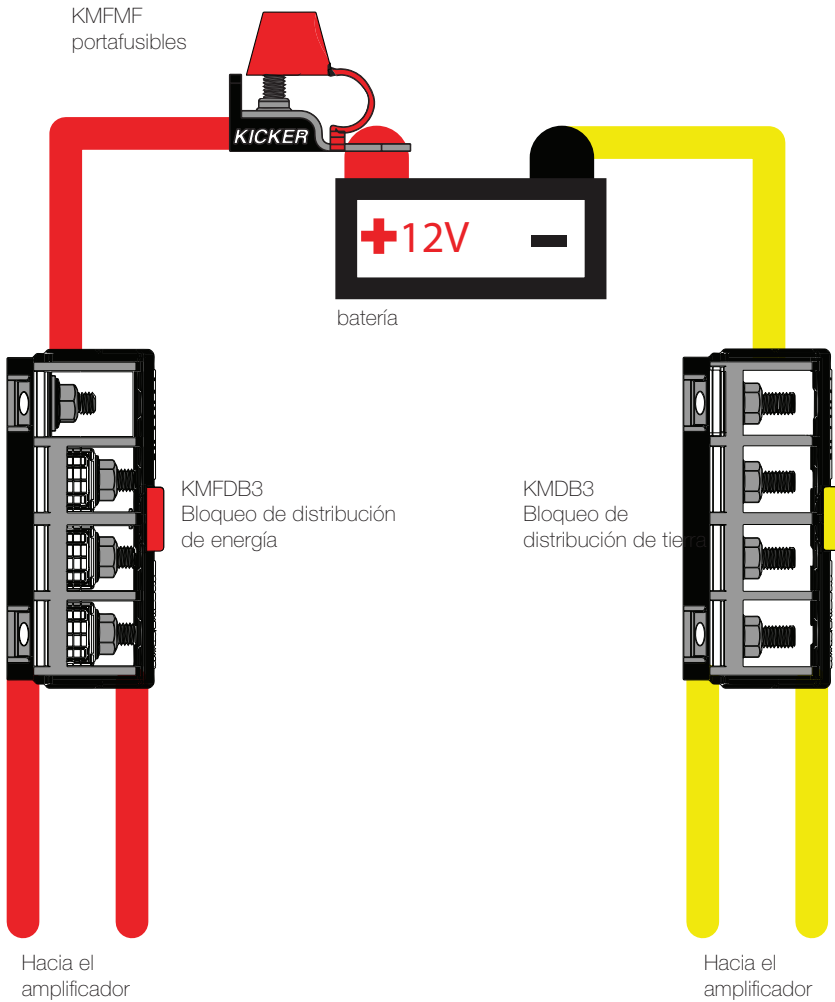 KMFMF
portafusibles
KICKER
+12V -
batería
KMFDB3
Bloqueo de distribución
de energía
KMDB3
Bloqueo de
distribución de tierra
Hacia el
amplificador
Hacia el
amplificador